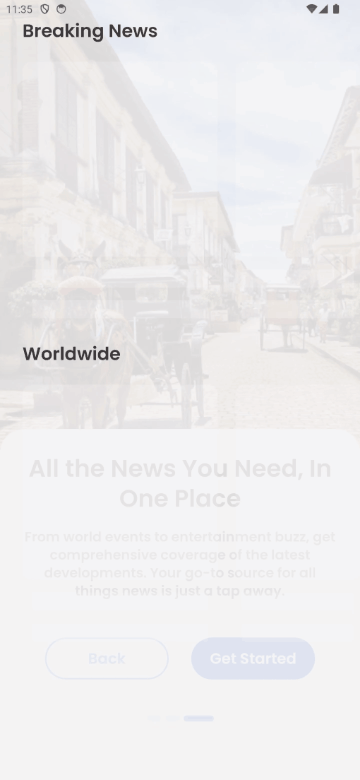 11:35
Breaking News
Worldwide
All the News You Need, In
One Place
From world events to entertainment buzz, get
comprehensive coverage of the latest
developments. Your go-to source for all
things news is just a tap away.
Back
Get Started